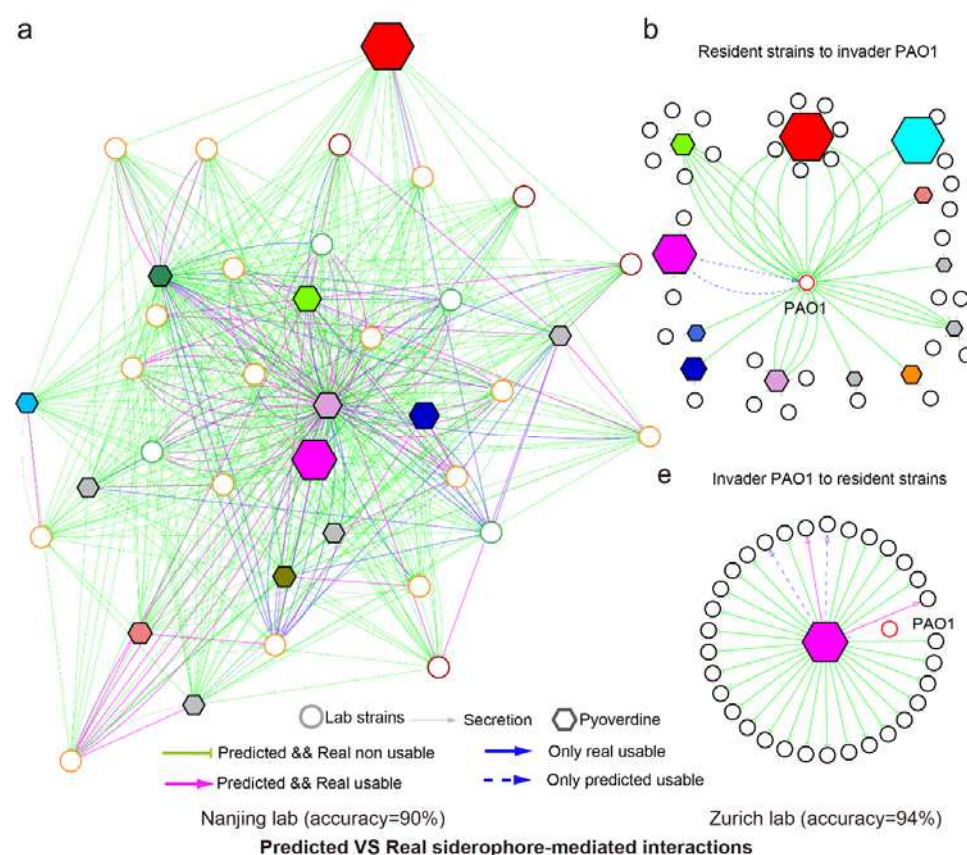 a
b
Resident strains to invader PAO1
PAO1
e
Invader PAO1 to resident strains
PAO1
Lab strains
Secretion
Pyoverdine
Predicted && Real non usable
Only real usable
Predicted && Real usable
Only predicted usable
Nanjing lab (accuracy=90%)
Zurich lab (accuracy=94%)
Predicted VS Real siderophore-mediated interactions